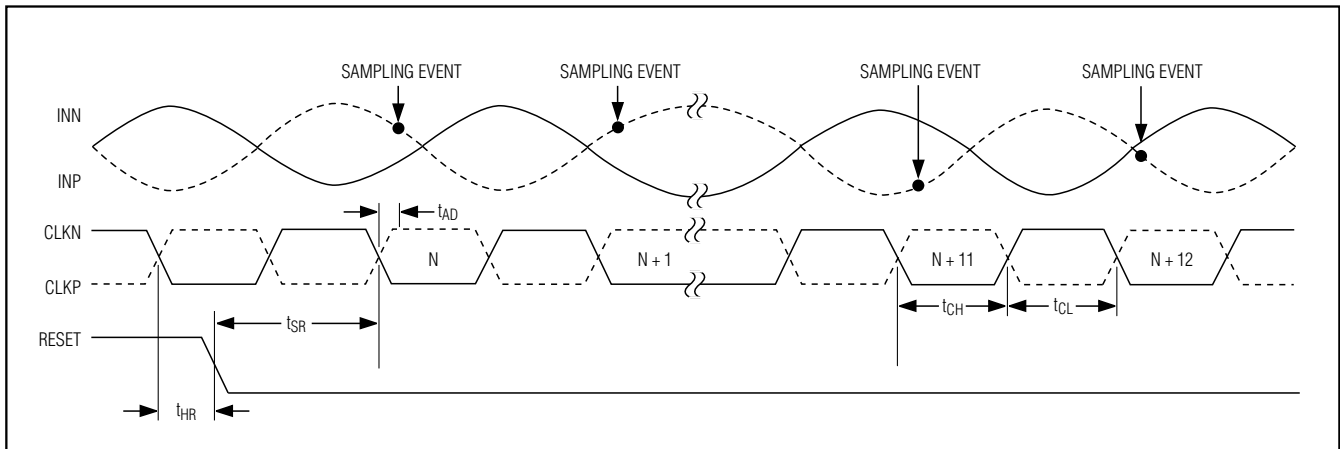 SAMPLING EVENT SAMPLING EVENT SAMPLING EVENT SAMPLING EVENT
INN
INP
tAD
CLKN
N N + 1 N + 11 N + 12
CLKP
tCH tCL
tSR
RESET
tHR